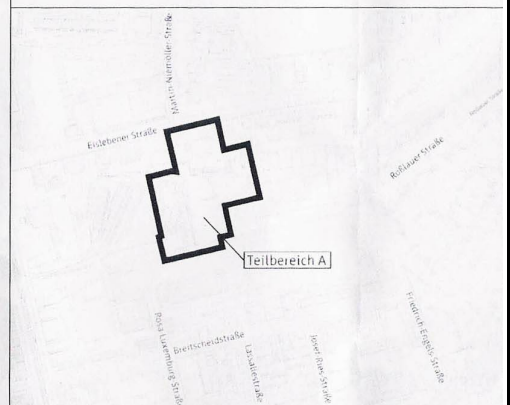 Martin-Niemöller-Straße
Eislebener Straße
Roßlauer Straße
Teilbereich A
Rosa-Luxemburg-Straße
Breitscheidstraße
Lassallestraße
Josef-Ries-Straße
Friedrich-Engels-Straße